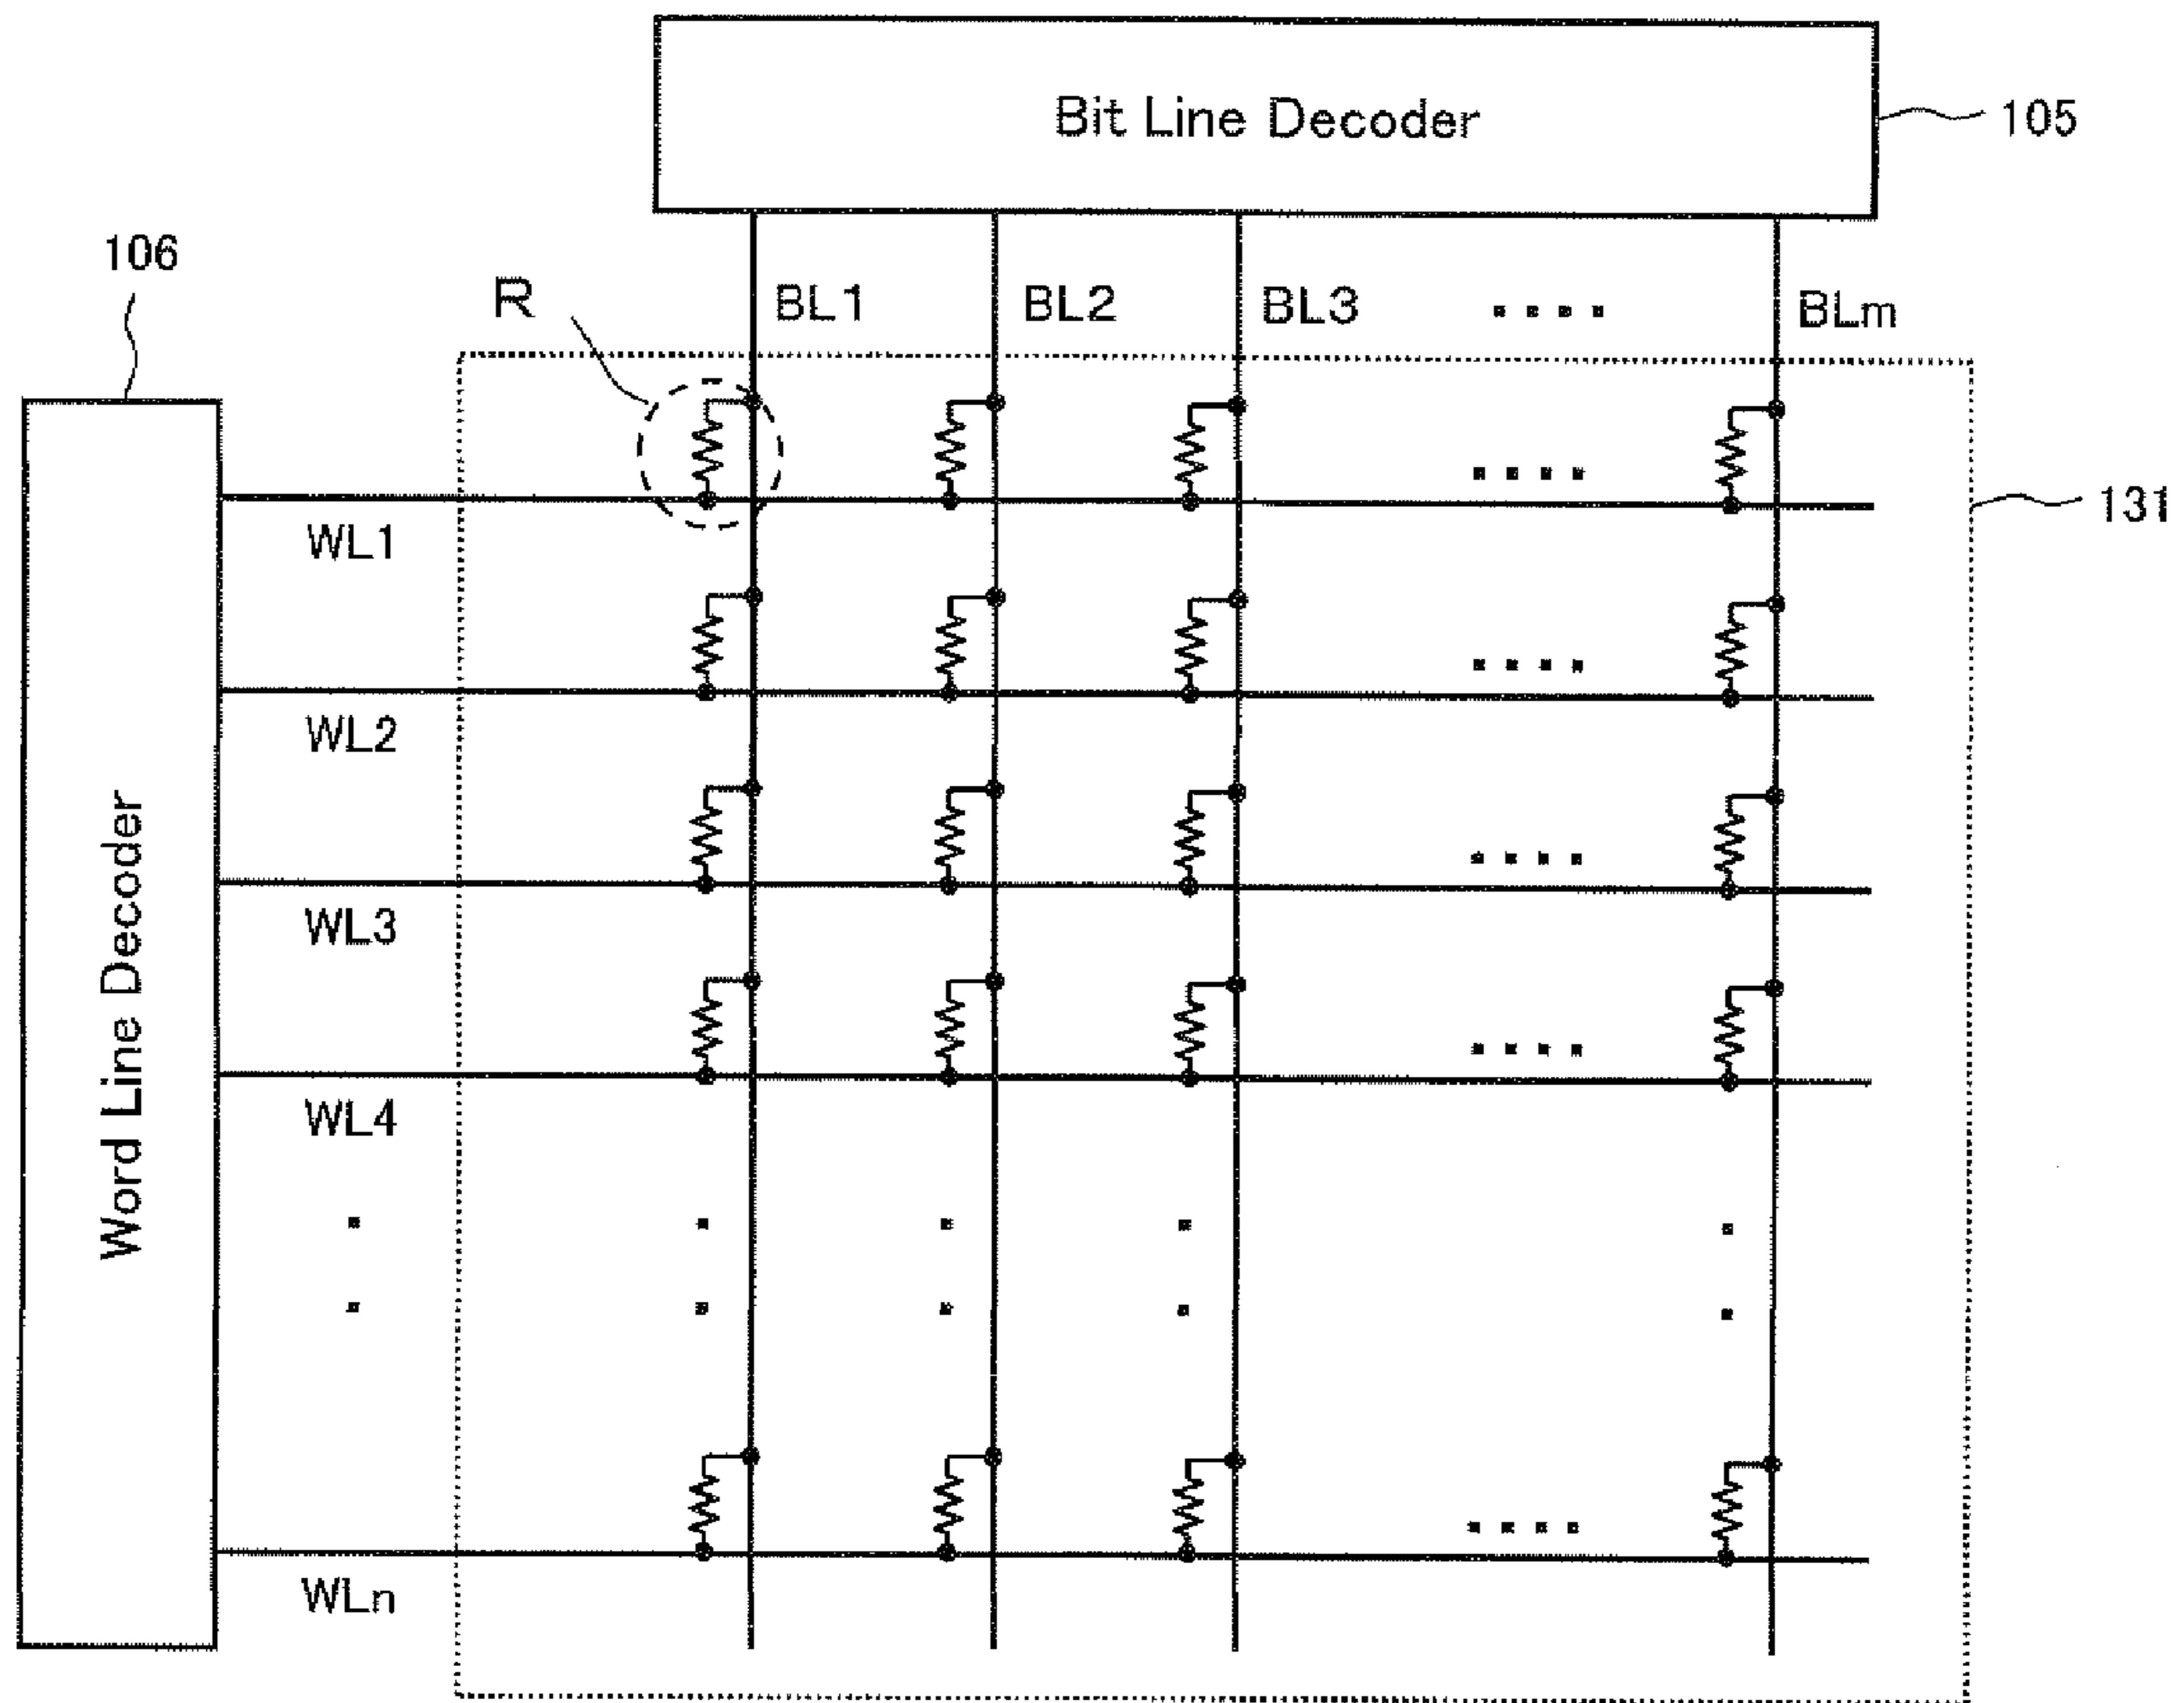 Bit Line Decoder
105
106
R
BL1
BL2
BL3
....
BLm
131
WL1
WL2
WL3
WL4
WLn
Word Line Decoder